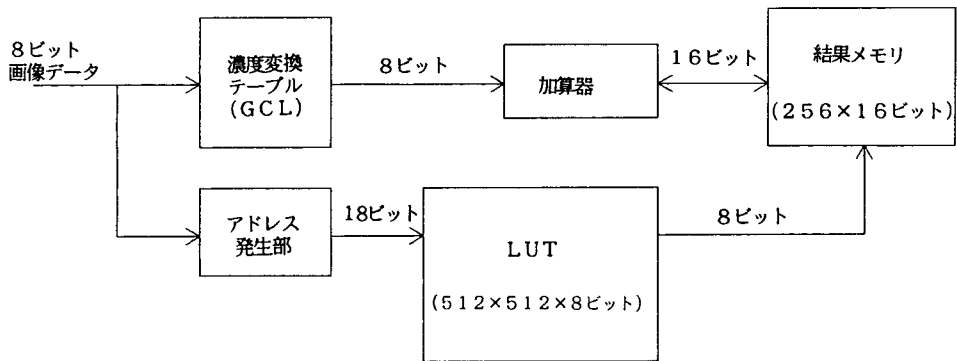 8ビット
画像データ
濃度変換
テーブル
(GCL)
8ビット
加算器
16ビット
結果メモリ
(256×16ビット)
アドレス
発生部
18ビット
LUT
(512×512×8ビット)
8ビット